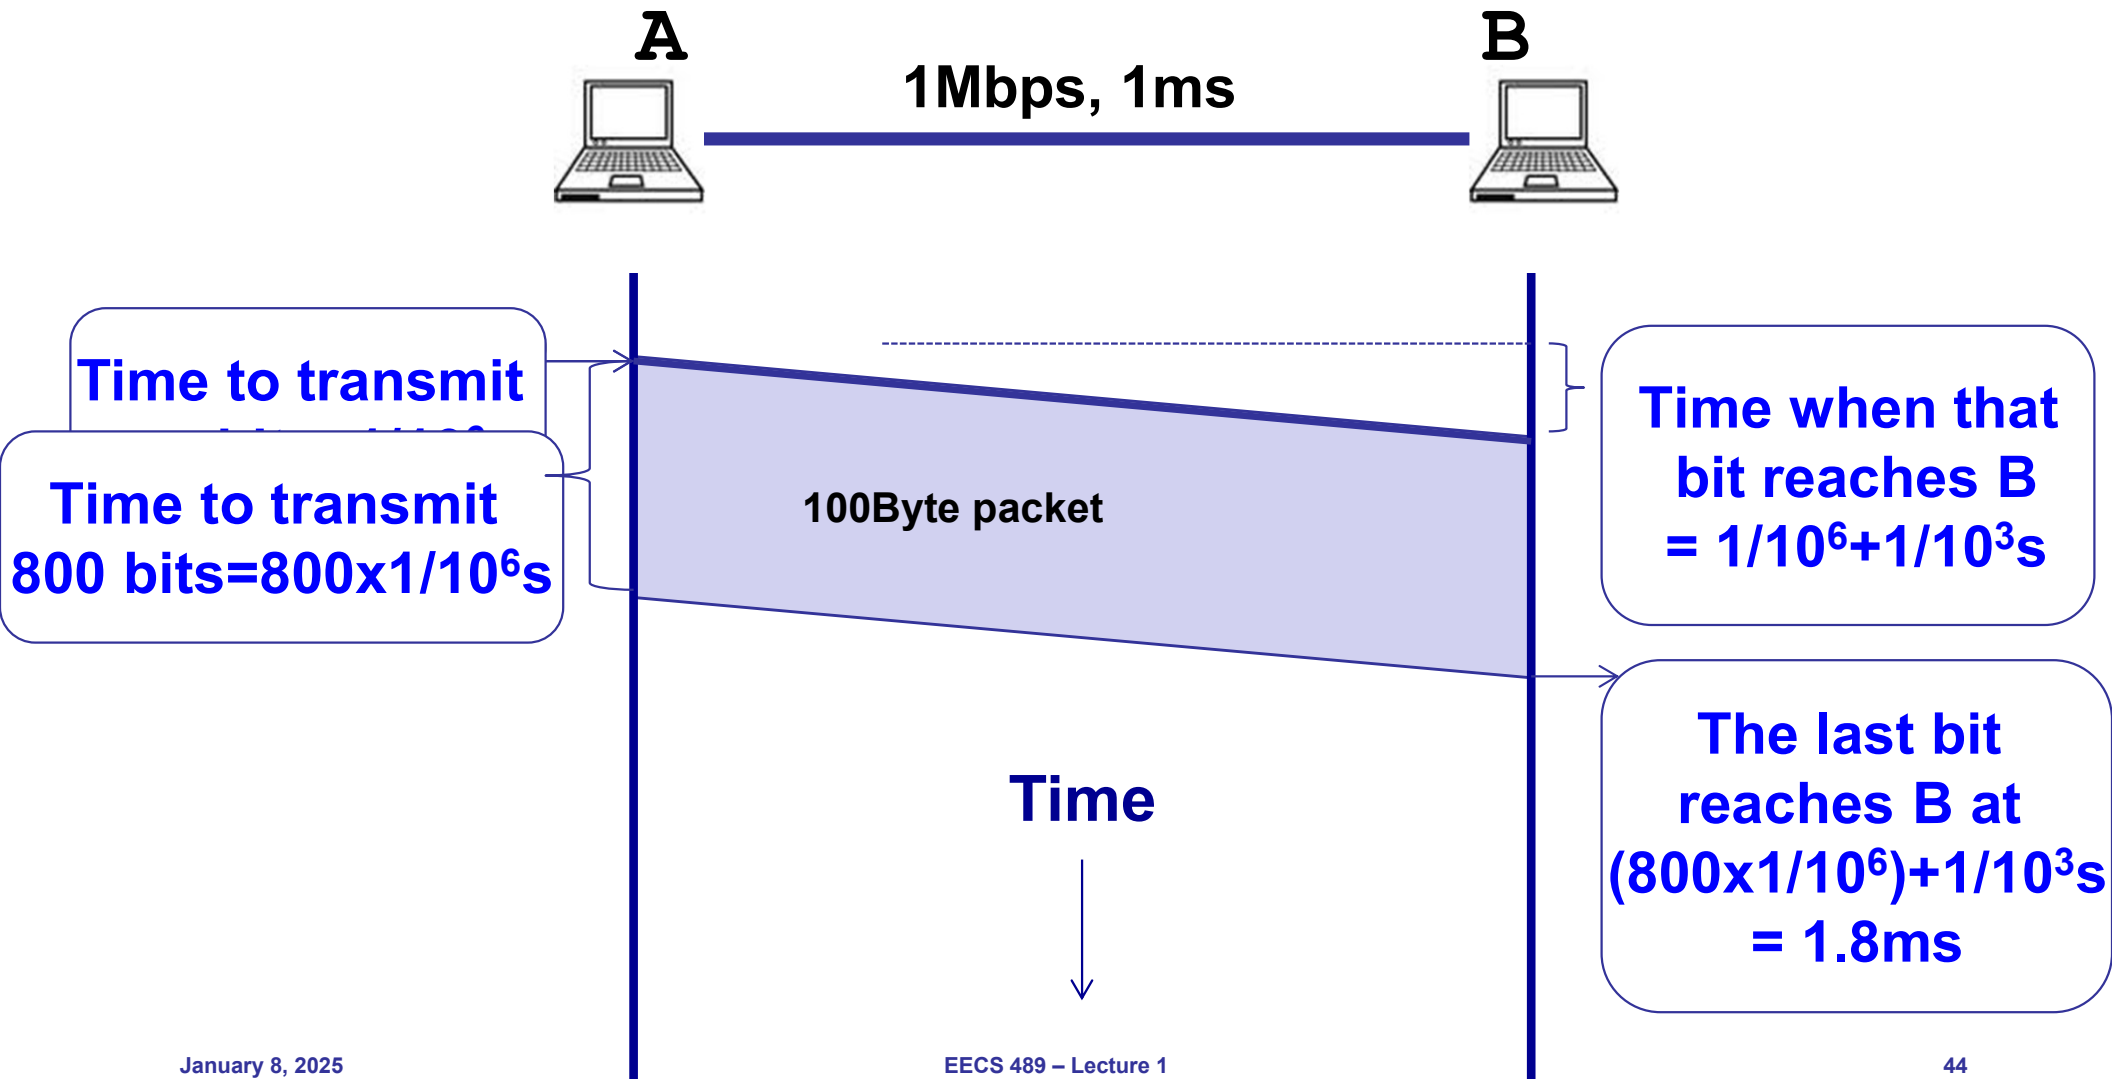 A
B
1Mbps, 1ms
Time to transmit
Time to transmit
800 bits=800x1/10⁶s
100Byte packet
Time when that
bit reaches B
= 1/10⁶+1/10³s
The last bit
reaches B at
(800x1/10⁶)+1/10³s
= 1.8ms
Time
January 8, 2025
EECS 489 – Lecture 1
44